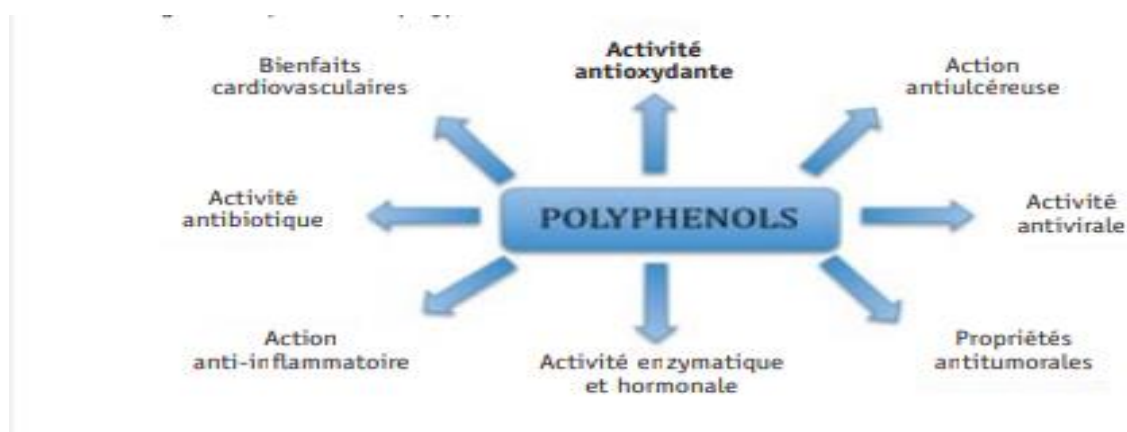 Activité
antioxydante
Bienfaits
cardiovasculaires
Action
antiulcéreuse
Activité
antibiotique
POLYPHENOLS
Activité
antivirale
Action
anti-inflammatoire
Activité enzymatique
et hormonale
Propriétés
antitumorales